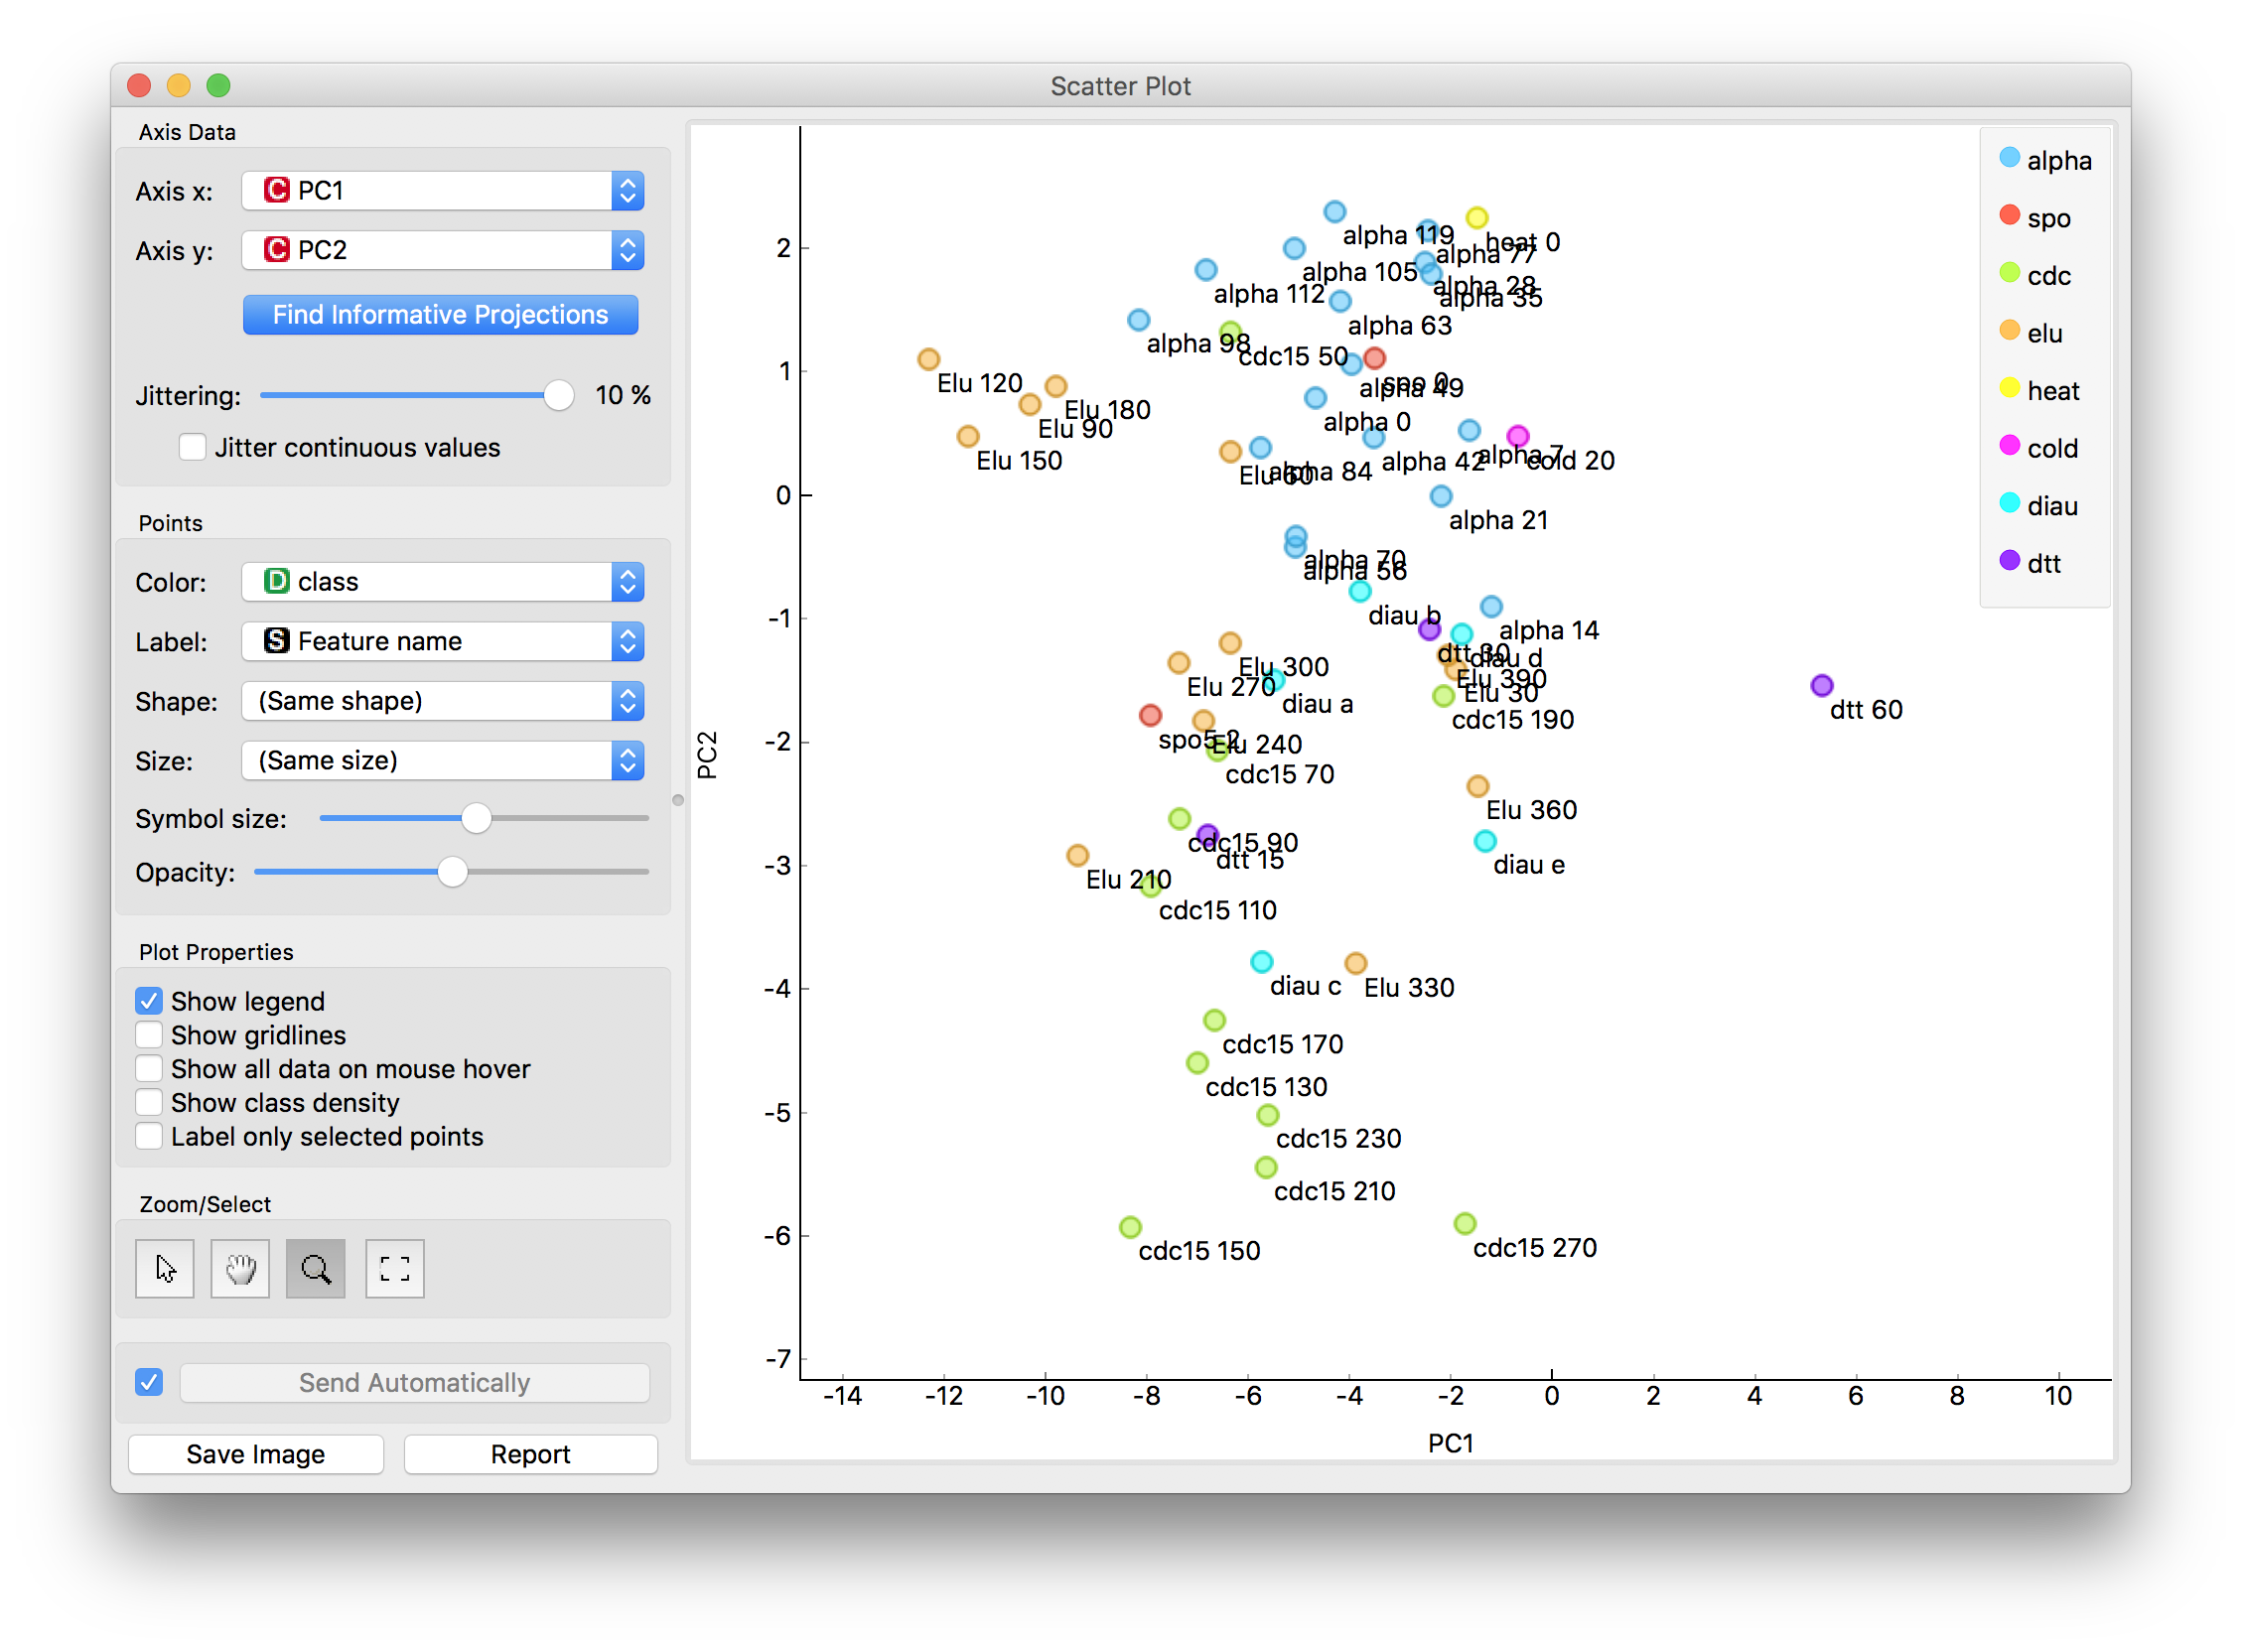 Scatter Plot
Axis Data
Axis x: C PC1
Axis y: C PC2
Find Informative Projections
Jittering: 10 %
Jitter continuous values
Points
Color: D class
Label: S Feature name
Shape: (Same shape)
Size: (Same size)
Symbol size:
Opacity:
Plot Properties
Show legend
Show gridlines
Show all data on mouse hover
Show class density
Label only selected points
Zoom/Select
Send Automatically
Save Image Report
PC2
2
1
0
-1
-2
-3
-4
-5
-6
-7
alpha 119
heat 0
alpha 77
alpha 105
alpha 28
alpha 112
alpha 35
alpha 63
alpha 98
cdc15 50
Elu 120
spo 0
alpha 49
Elu 180
alpha 0
Elu 90
alpha 7
Elu 150
alpha 42
cold 20
Elu 60
alpha 84
alpha 21
alpha 70
alpha 56
diau b
alpha 14
dtt 30
diau d
Elu 300
Elu 390
Elu 270
Elu 30
diau a
dtt 60
cdc15 190
spo5 2
Elu 240
cdc15 70
Elu 360
cdc15 90
dtt 15
diau e
Elu 210
cdc15 110
diau c
Elu 330
cdc15 170
cdc15 130
cdc15 230
cdc15 210
cdc15 150
cdc15 270
-14 -12 -10 -8 -6 -4 -2 0 2 4 6 8 10
PC1
alpha
spo
cdc
elu
heat
cold
diau
dtt